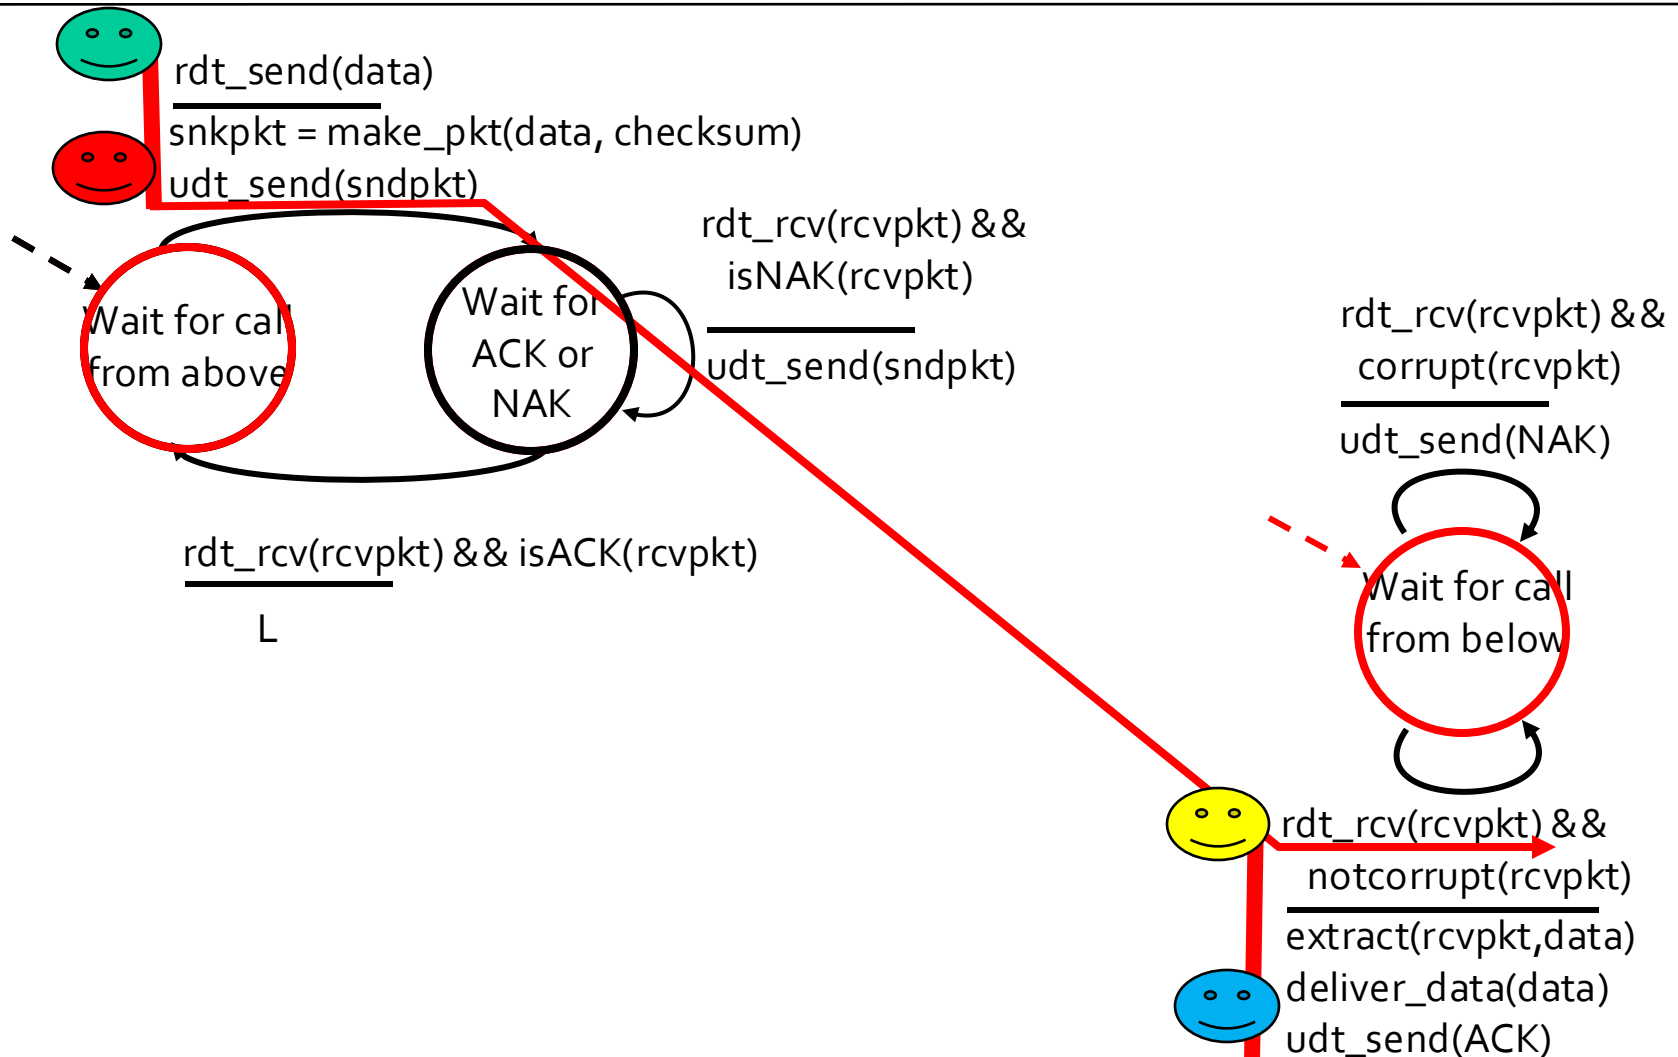 rdt_send(data)
snkpkt = make_pkt(data, checksum)
udt_send(sndpkt)
rdt_rcv(rcvpkt) &&
isNAK(rcvpkt)
udt_send(sndpkt)
Wait for call
from above
Wait for
ACK or
NAK
rdt_rcv(rcvpkt) && isACK(rcvpkt)
L
rdt_rcv(rcvpkt) &&
corrupt(rcvpkt)
udt_send(NAK)
Wait for call
from below
rdt_rcv(rcvpkt) &&
notcorrupt(rcvpkt)
extract(rcvpkt,data)
deliver_data(data)
udt_send(ACK)